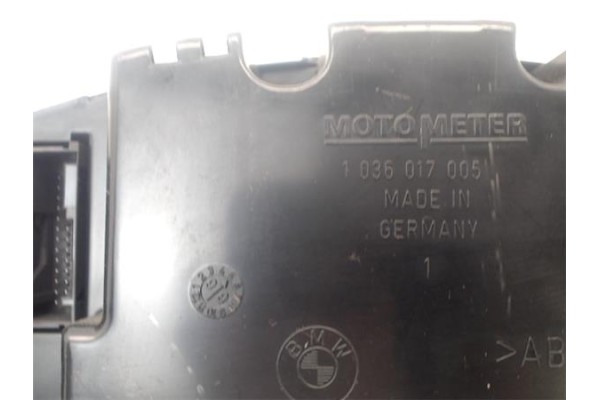 MOTOMETER
1 036 017 005
MADE IN
GERMANY
1
BMW
>AB